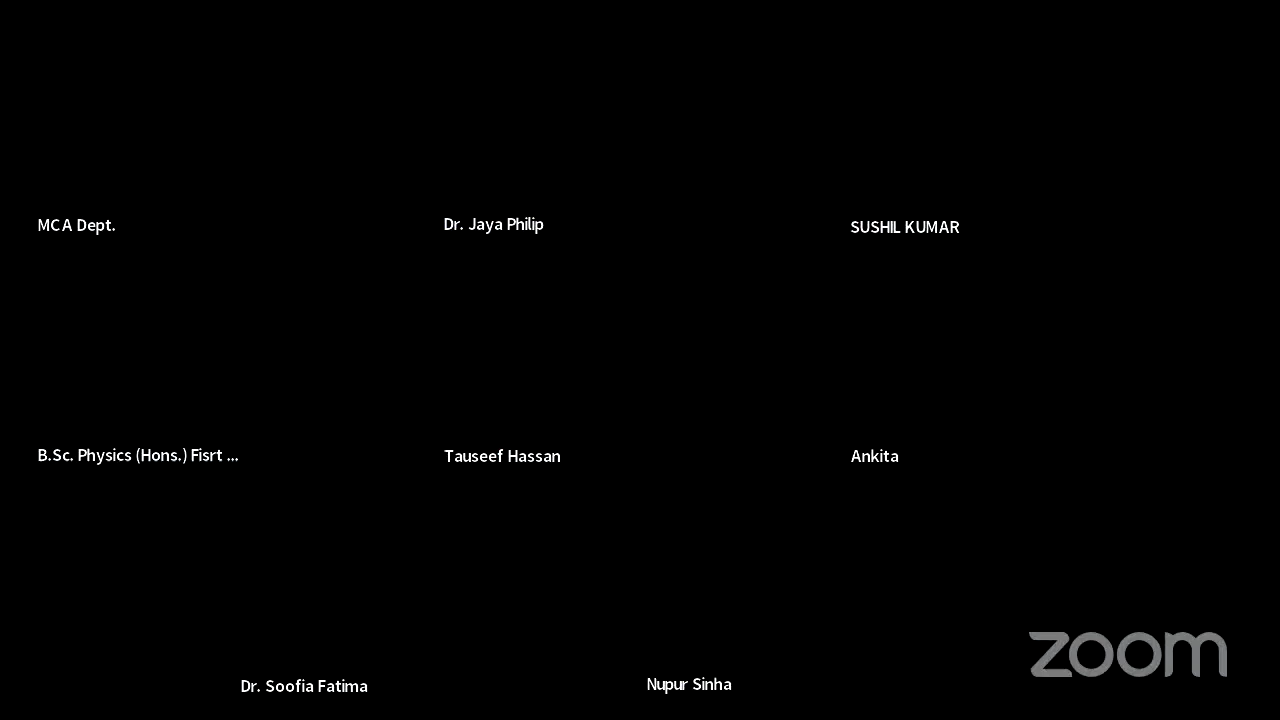 MCA Dept.
Dr. Jaya Philip
SUSHIL KUMAR
B.Sc. Physics (Hons.) Fisrt ...
Tauseef Hassan
Ankita
Dr. Soofia Fatima
Nupur Sinha
zoom